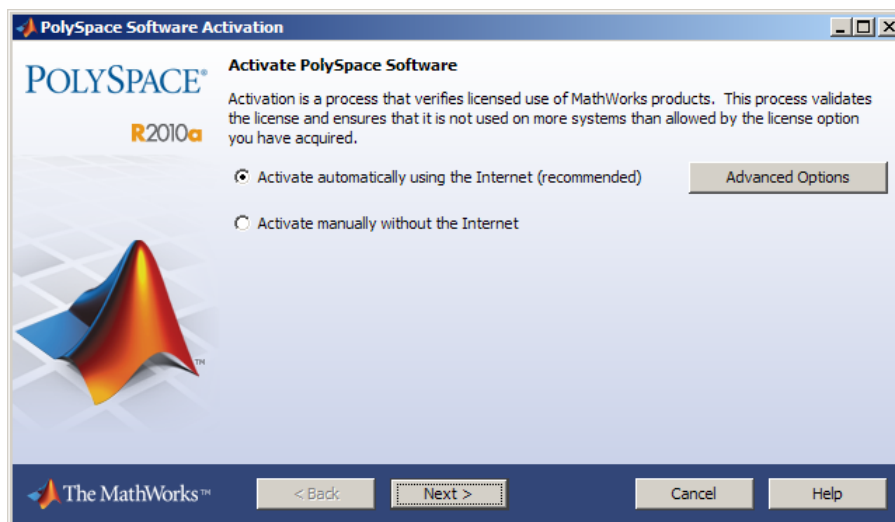 PolySpace Software Activation
POLYSPACE®
R2010a
Activate PolySpace Software
Activation is a process that verifies licensed use of MathWorks products. This process validates
the license and ensures that it is not used on more systems than allowed by the license option
you have acquired.
Activate automatically using the Internet (recommended)
Advanced Options
Activate manually without the Internet
TM
The MathWorks™
< Back
Next >
Cancel
Help